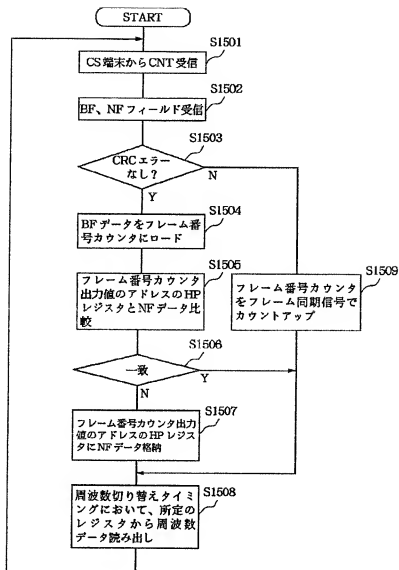 START
S1501
CS端末からCNT受信
S1502
BF、NFフィールド受信
S1503
CRCエラー
なし?
N
Y
S1504
BFデータをフレーム番
号カウンタにロード
S1505
フレーム番号カウンタ
出力値のアドレスのHP
レジスタとNFデータ比
較
S1509
フレーム番号カウンタ
をフレーム同期信号で
カウントアップ
S1506
一致
Y
N
S1507
フレーム番号カウンタ出力
値のアドレスのHPレジス
タにNFデータ格納
S1508
周波数切り替えタイミ
ングにおいて、所定の
レジスタから周波数
データ読み出し